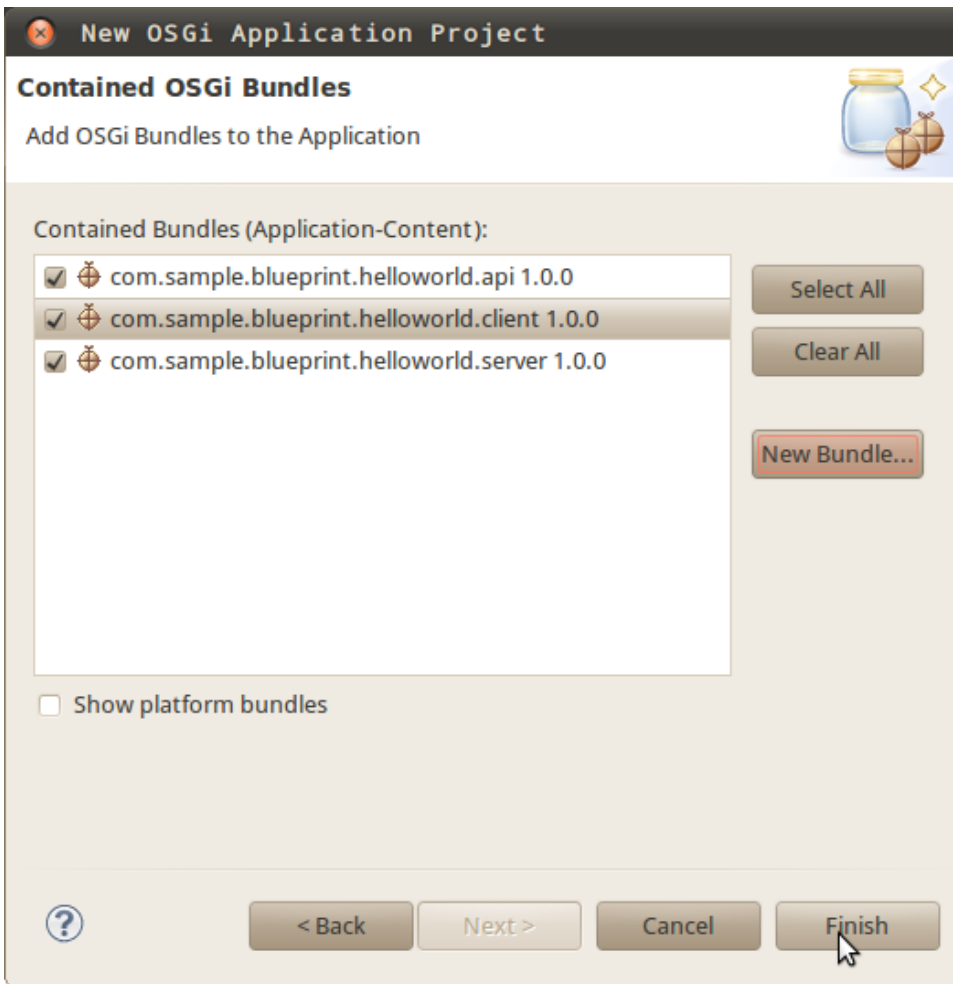 New OSGi Application Project
Contained OSGi Bundles
Add OSGi Bundles to the Application
Contained Bundles (Application-Content):
com.sample.blueprint.helloworld.api 1.0.0
com.sample.blueprint.helloworld.client 1.0.0
com.sample.blueprint.helloworld.server 1.0.0
Select All
Clear All
New Bundle...
Show platform bundles
?
< Back
Next >
Cancel
Finish